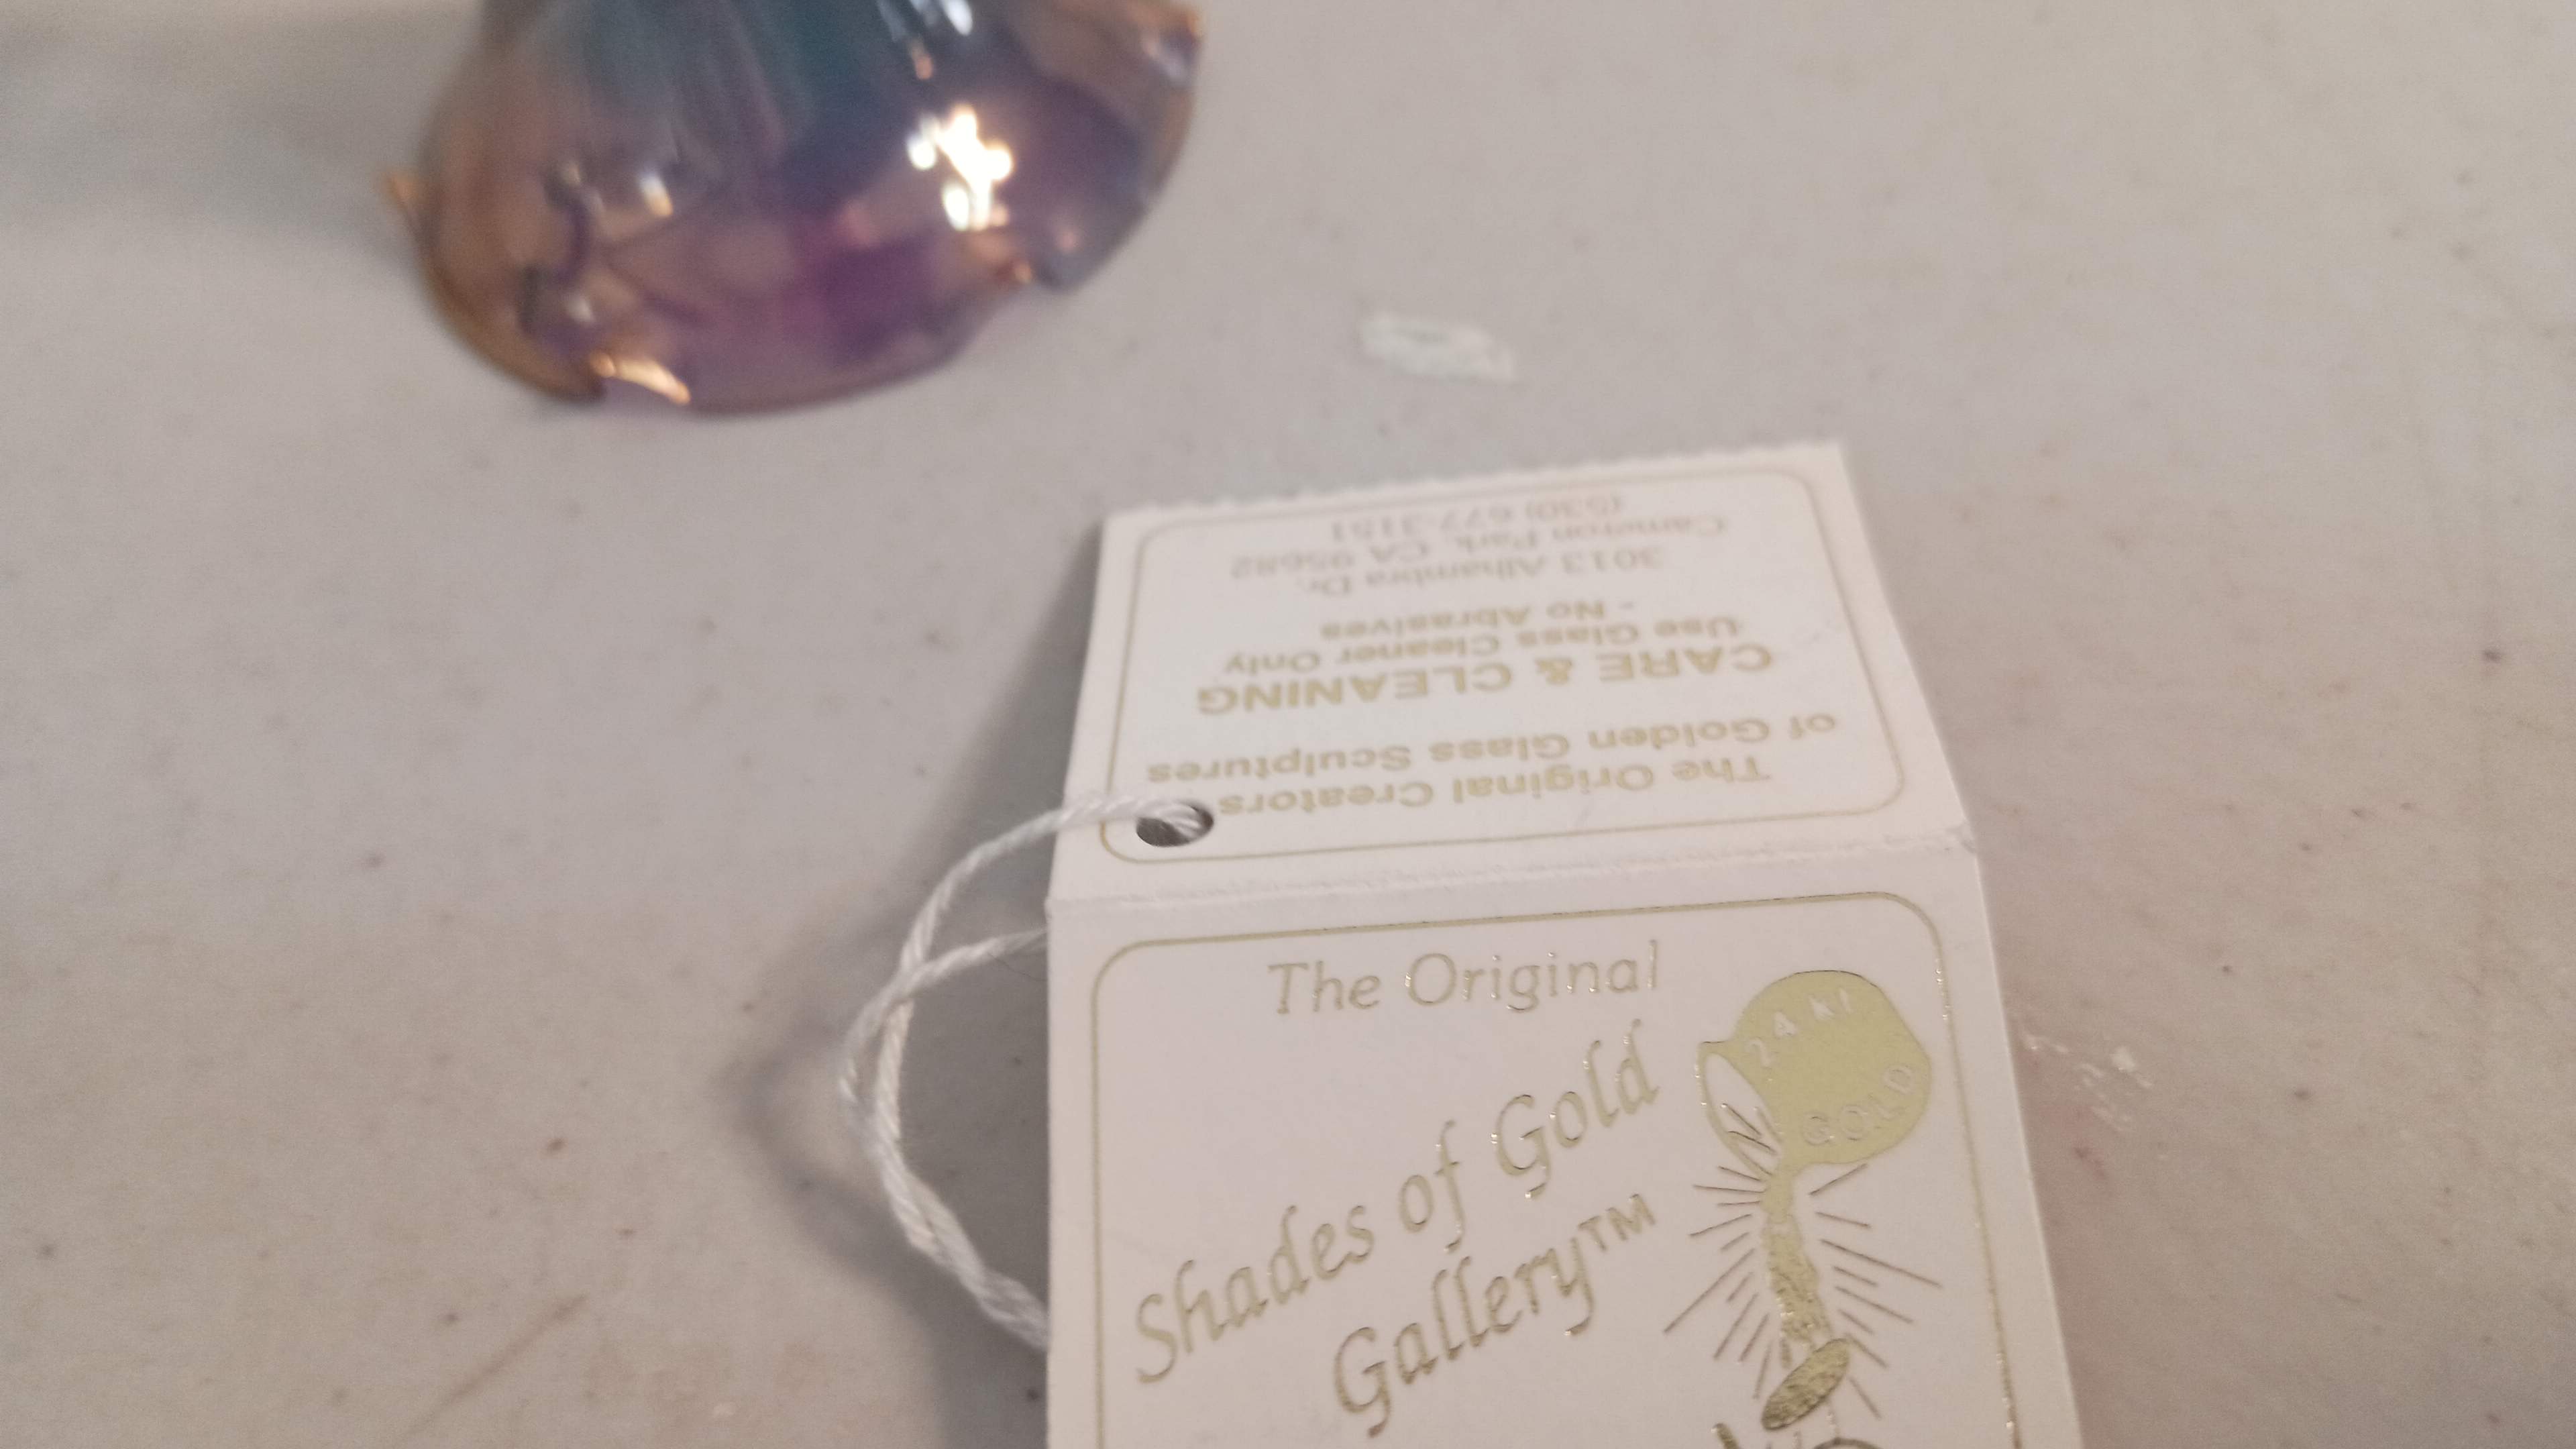 The Original
Shades of Gold
Gallery™
24 kt
GOLD
The Original Creators
of Golden Glass Sculptures
CARE & CLEANING
Use Glass Cleaner Only
- No Abrasives
3013 Alhambra Dr.
Cameron Park, CA 95682
(530) 677-3151